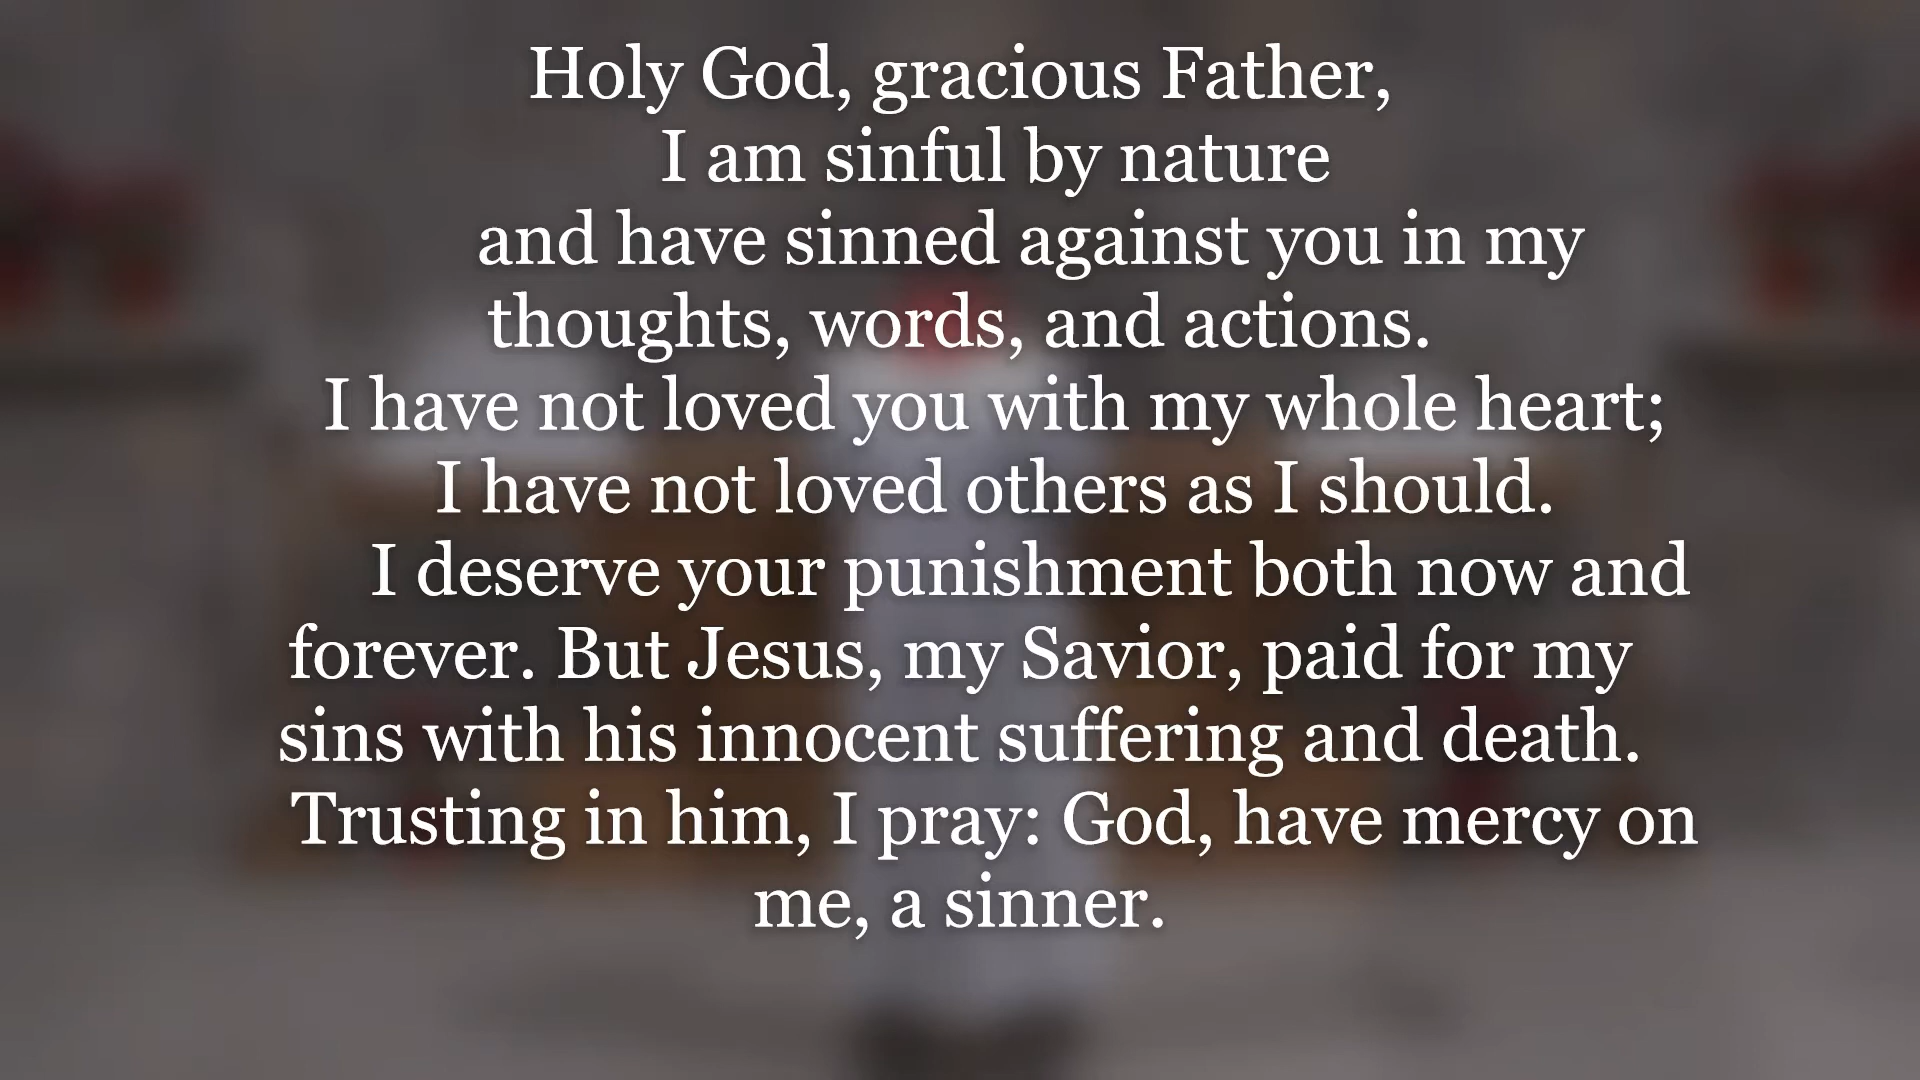 Holy God, gracious Father,
I am sinful by nature
and have sinned against you in my
thoughts, words, and actions.
I have not loved you with my whole heart;
I have not loved others as I should.
I deserve your punishment both now and
forever. But Jesus, my Savior, paid for my
sins with his innocent suffering and death.
Trusting in him, I pray: God, have mercy on
me, a sinner.